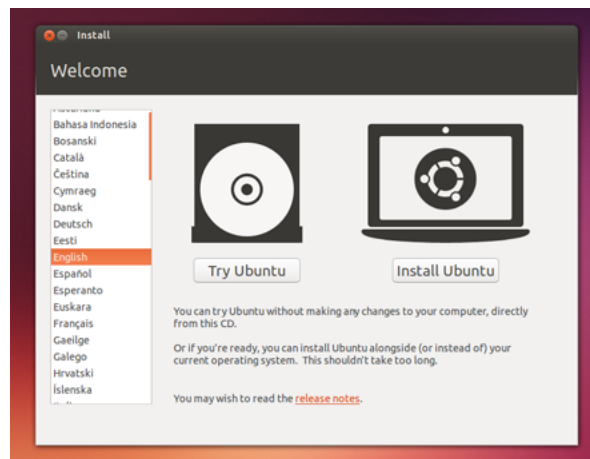 Install
Welcome
Bahasa Indonesia
Bosanski
Català
Čeština
Cymraeg
Dansk
Deutsch
Eesti
English
Español
Esperanto
Euskara
Français
Gaeilge
Galego
Hrvatski
Íslenska
Try Ubuntu
Install Ubuntu
You can try Ubuntu without making any changes to your computer, directly
from this CD.
Or if you're ready, you can install Ubuntu alongside (or instead of) your
current operating system. This shouldn't take too long.
You may wish to read the release notes.